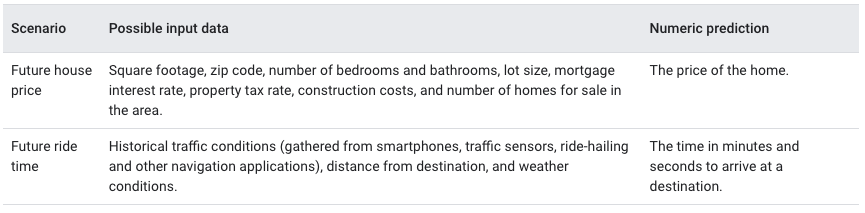 Scenario Possible input data Numeric prediction
Future house Square footage, zip code, number of bedrooms and bathrooms, lot size, mortgage The price of the home.
price interest rate, property tax rate, construction costs, and number of homes for sale in
the area.
Future ride Historical traffic conditions (gathered from smartphones, traffic sensors, ride-hailing The time in minutes and
time and other navigation applications), distance from destination, and weather seconds to arrive at a
conditions. destination.